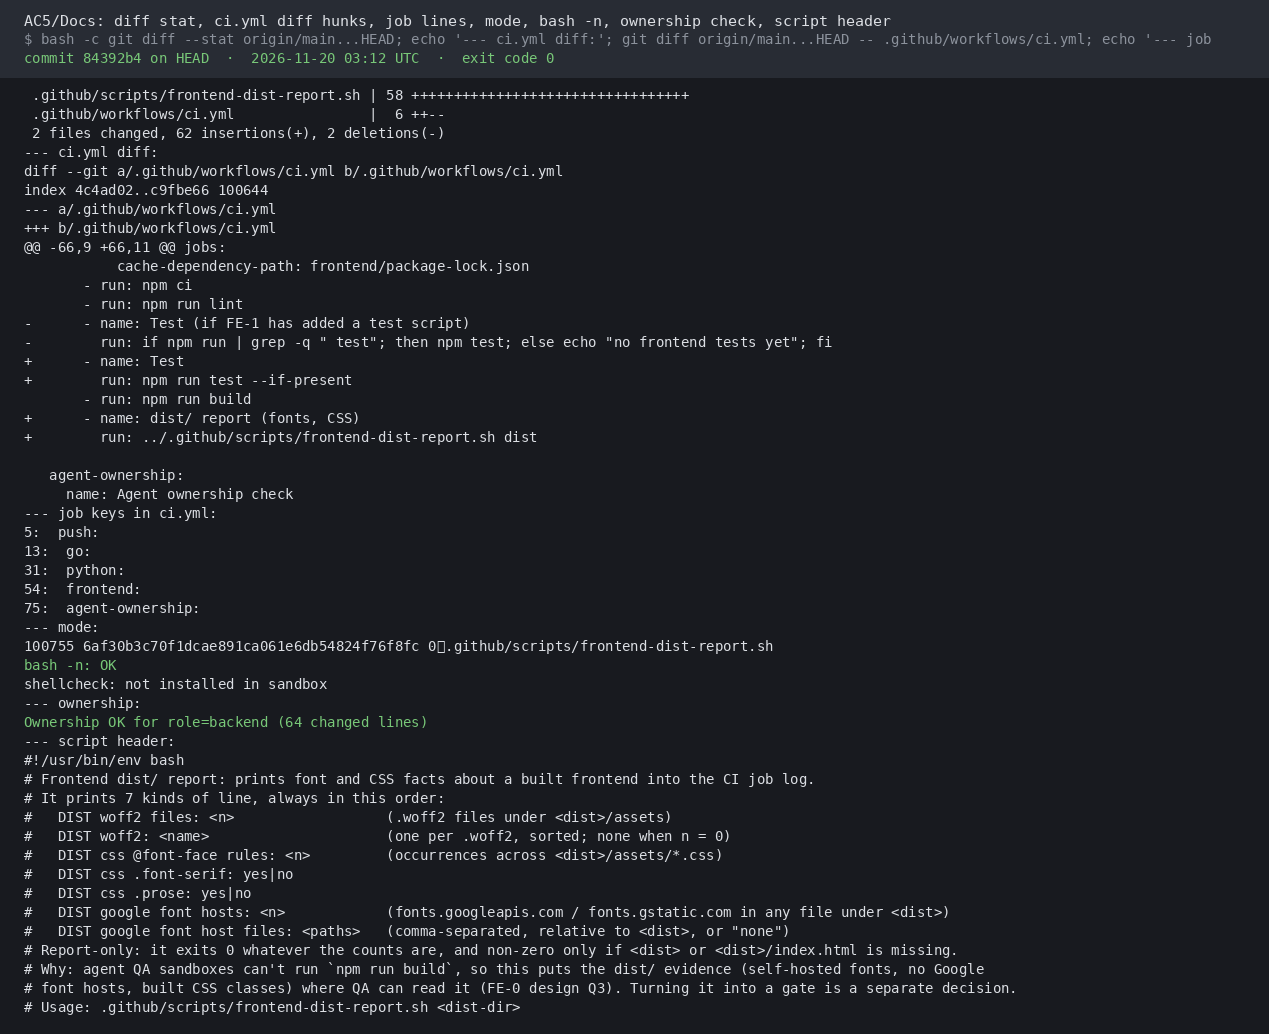 AC5/Docs: diff stat, ci.yml diff hunks, job lines, mode, bash -n, ownership check, script header
$ bash -c git diff --stat origin/main...HEAD; echo '--- ci.yml diff:'; git diff origin/main...HEAD -- .github/workflows/ci.yml; echo '--- job
commit 84392b4 on HEAD · 2026-11-20 03:12 UTC · exit code 0
.github/scripts/frontend-dist-report.sh | 58 +++++++++++++++++++++++++++++++++
.github/workflows/ci.yml                |  6 ++--
2 files changed, 62 insertions(+), 2 deletions(-)
--- ci.yml diff:
diff --git a/.github/workflows/ci.yml b/.github/workflows/ci.yml
index 4c4ad02..c9fbe66 100644
--- a/.github/workflows/ci.yml
+++ b/.github/workflows/ci.yml
@@ -66,9 +66,11 @@ jobs:
           cache-dependency-path: frontend/package-lock.json
       - run: npm ci
       - run: npm run lint
-      - name: Test (if FE-1 has added a test script)
-        run: if npm run | grep -q " test"; then npm test; else echo "no frontend tests yet"; fi
+      - name: Test
+        run: npm run test --if-present
       - run: npm run build
+      - name: dist/ report (fonts, CSS)
+        run: ../.github/scripts/frontend-dist-report.sh dist
   agent-ownership:
     name: Agent ownership check
--- job keys in ci.yml:
5:  push:
13:  go:
31:  python:
54:  frontend:
75:  agent-ownership:
--- mode:
100755 6af30b3c70f1dcae891ca061e6db54824f76f8fc 0	.github/scripts/frontend-dist-report.sh
bash -n: OK
shellcheck: not installed in sandbox
--- ownership:
Ownership OK for role=backend (64 changed lines)
--- script header:
#!/usr/bin/env bash
# Frontend dist/ report: prints font and CSS facts about a built frontend into the CI job log.
# It prints 7 kinds of line, always in this order:
#   DIST woff2 files: <n>                  (.woff2 files under <dist>/assets)
#   DIST woff2: <name>                     (one per .woff2, sorted; none when n = 0)
#   DIST css @font-face rules: <n>         (occurrences across <dist>/assets/*.css)
#   DIST css .font-serif: yes|no
#   DIST css .prose: yes|no
#   DIST google font hosts: <n>            (fonts.googleapis.com / fonts.gstatic.com in any file under <dist>)
#   DIST google font host files: <paths>   (comma-separated, relative to <dist>, or "none")
# Report-only: it exits 0 whatever the counts are, and non-zero only if <dist> or <dist>/index.html is missing.
# Why: agent QA sandboxes can't run `npm run build`, so this puts the dist/ evidence (self-hosted fonts, no Google
# font hosts, built CSS classes) where QA can read it (FE-0 design Q3). Turning it into a gate is a separate decision.
# Usage: .github/scripts/frontend-dist-report.sh <dist-dir>